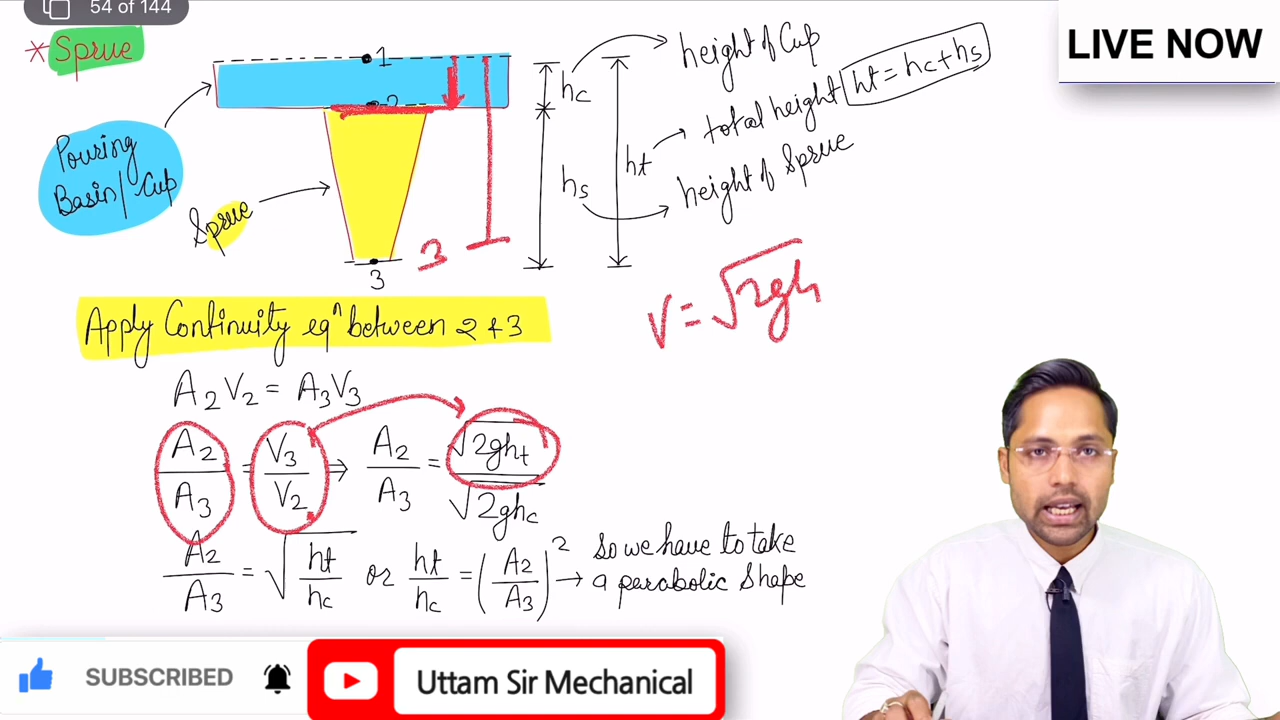 54 of 144
* Sprue
1
2
3
hc
hs
ht
height of Cup
total height ht = hc + hs
height of Sprue
Pouring
Basin/Cup
Sprue
3
V = √2gh
Apply Continuity eqⁿ between 2 & 3
A₂V₂ = A₃V₃
A₂/A₃ = V₃/V₂ → A₂/A₃ = √2ght/√2ghc
A₂/A₃ = √ht/hc or ht/hc = (A₂/A₃)² → So we have to take
a parabolic Shape
LIVE NOW
SUBSCRIBED
Uttam Sir Mechanical